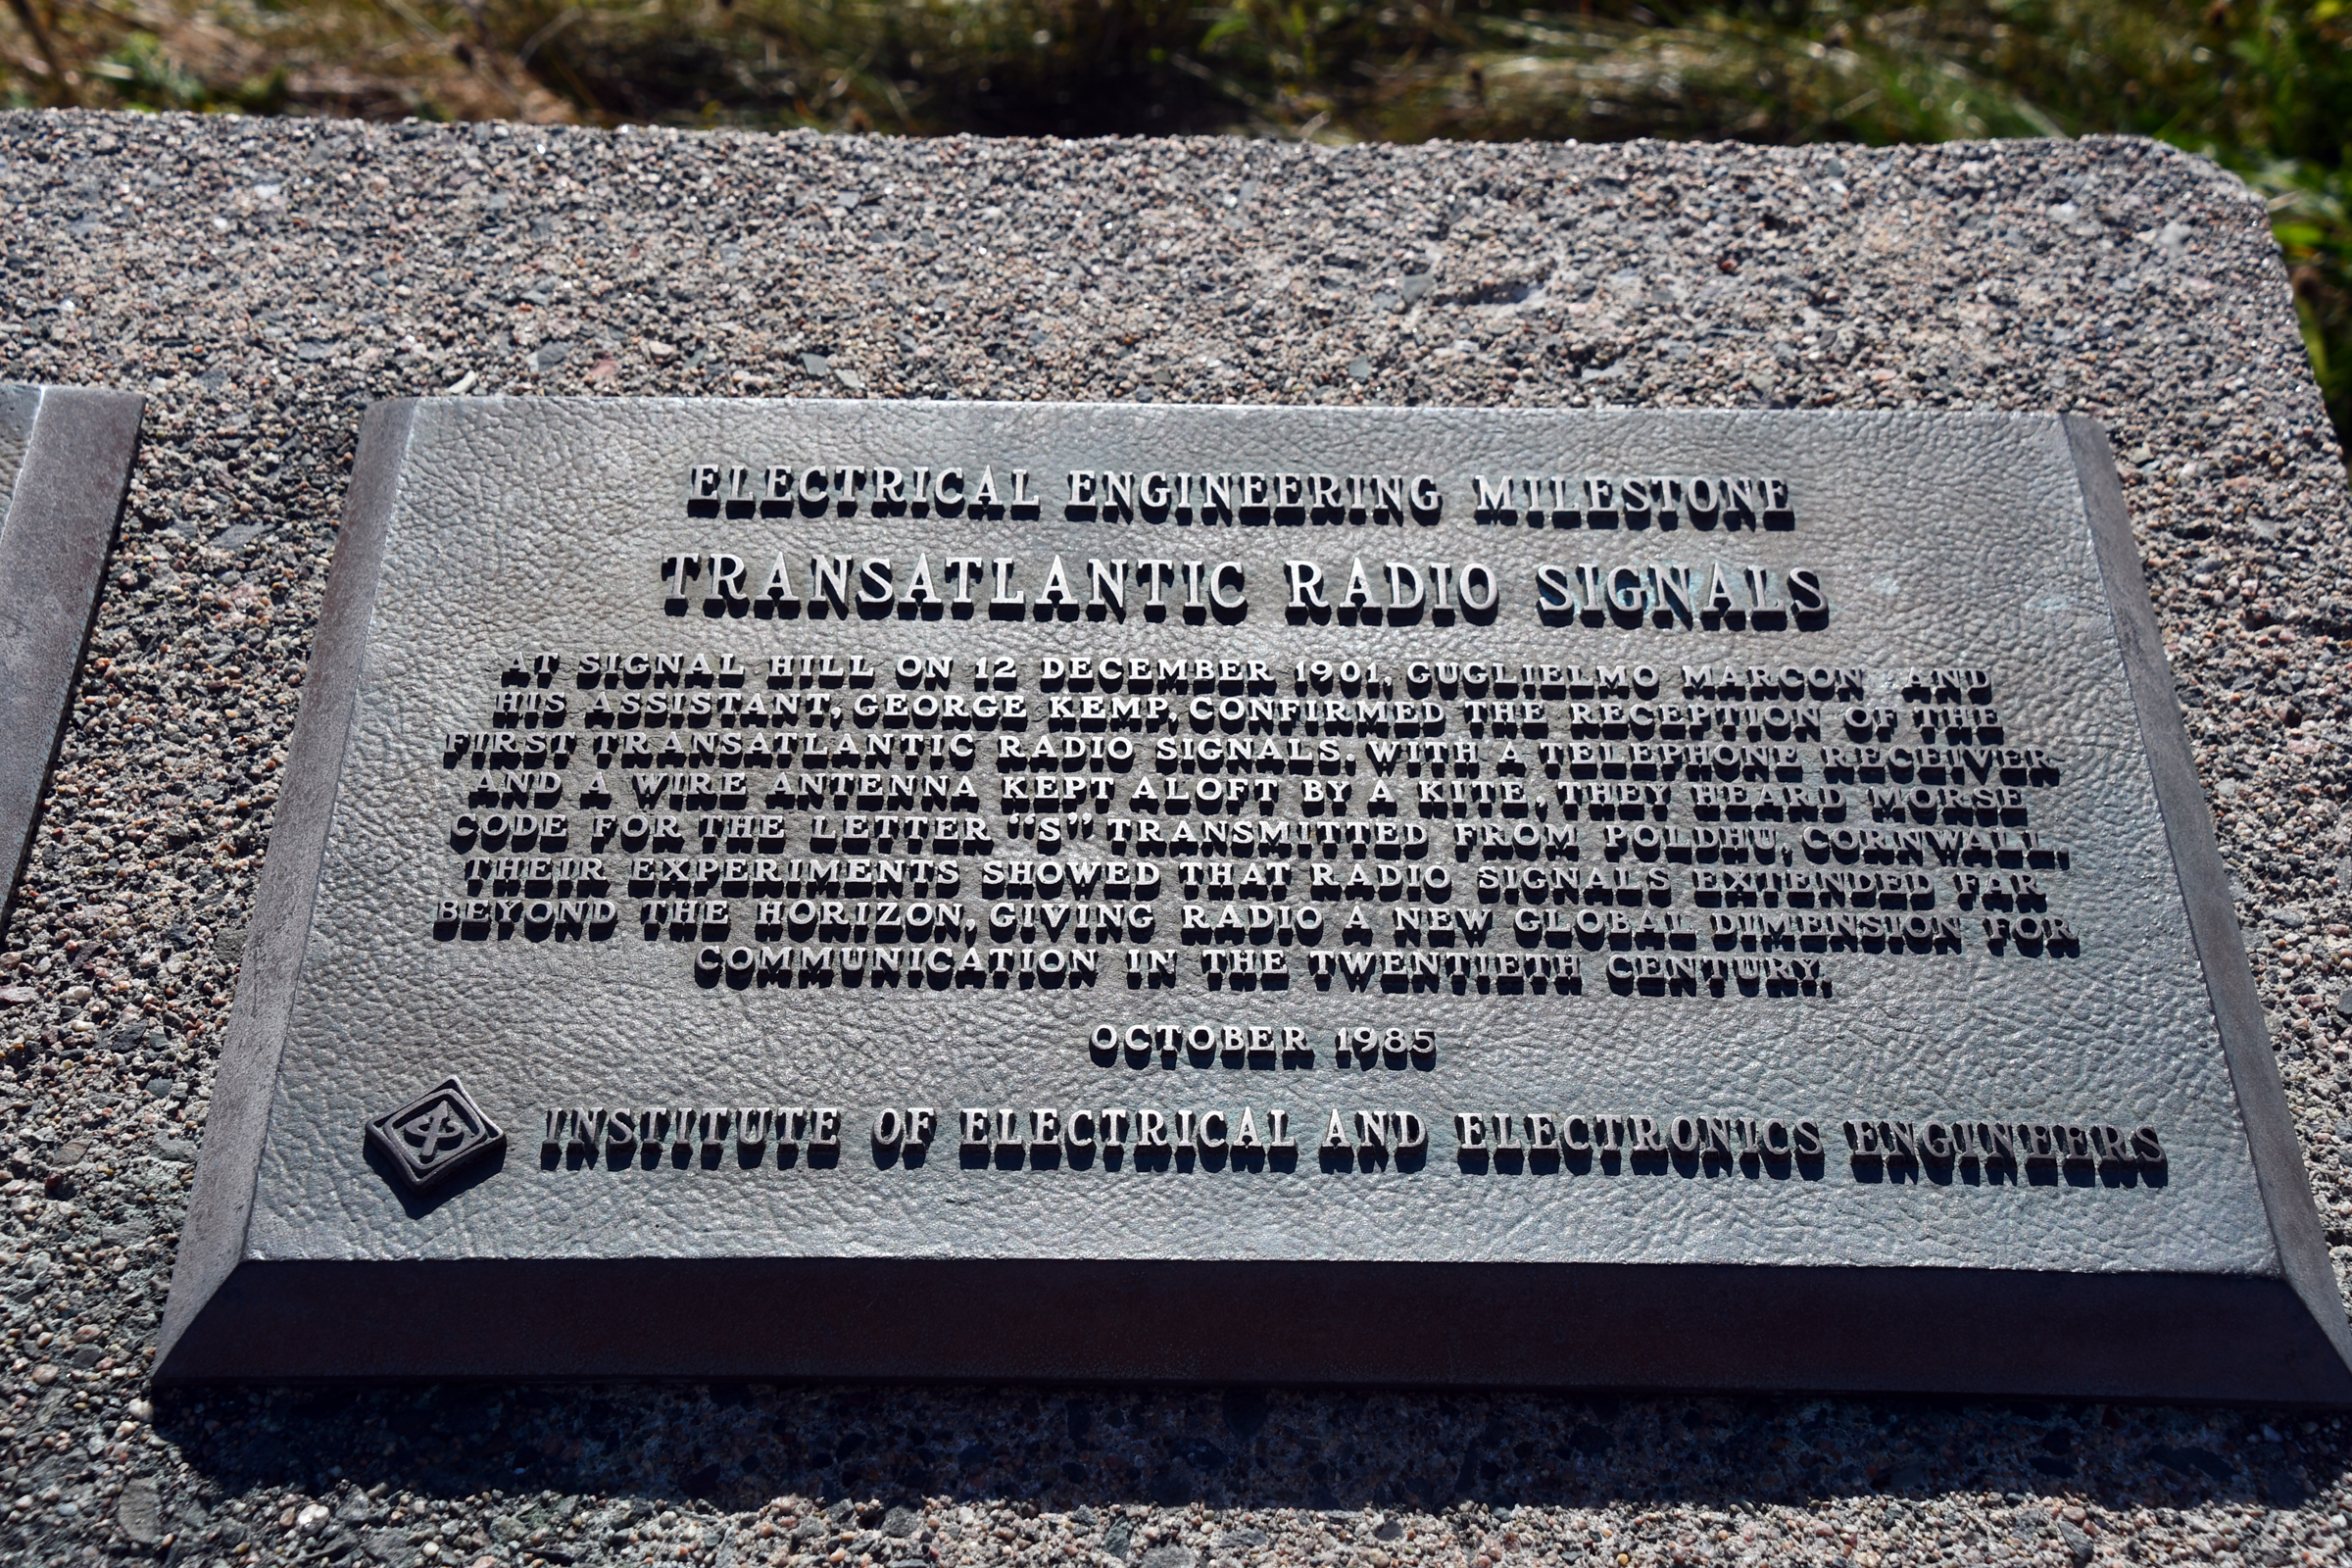 ELECTRICAL ENGINEERING MILESTONE
TRANSATLANTIC RADIO SIGNALS
AT SIGNAL HILL ON 12 DECEMBER 1901, GUGLIELMO MARCON AND
HIS ASSISTANT, GEORGE KEMP, CONFIRMED THE RECEPTION OF THE
FIRST TRANSATLANTIC RADIO SIGNALS. WITH A TELEPHONE RECEIVER
AND A WIRE ANTENNA KEPT ALOFT BY A KITE, THEY HEARD MORSE
CODE FOR THE LETTER "S" TRANSMITTED FROM POLDHU, CORNWALL.
THEIR EXPERIMENTS SHOWED THAT RADIO SIGNALS EXTENDED FAR
BEYOND THE HORIZON, GIVING RADIO A NEW GLOBAL DIMENSION FOR
COMMUNICATION IN THE TWENTIETH CENTURY.
OCTOBER 1985
INSTITUTE OF ELECTRICAL AND ELECTRONICS ENGINEERS